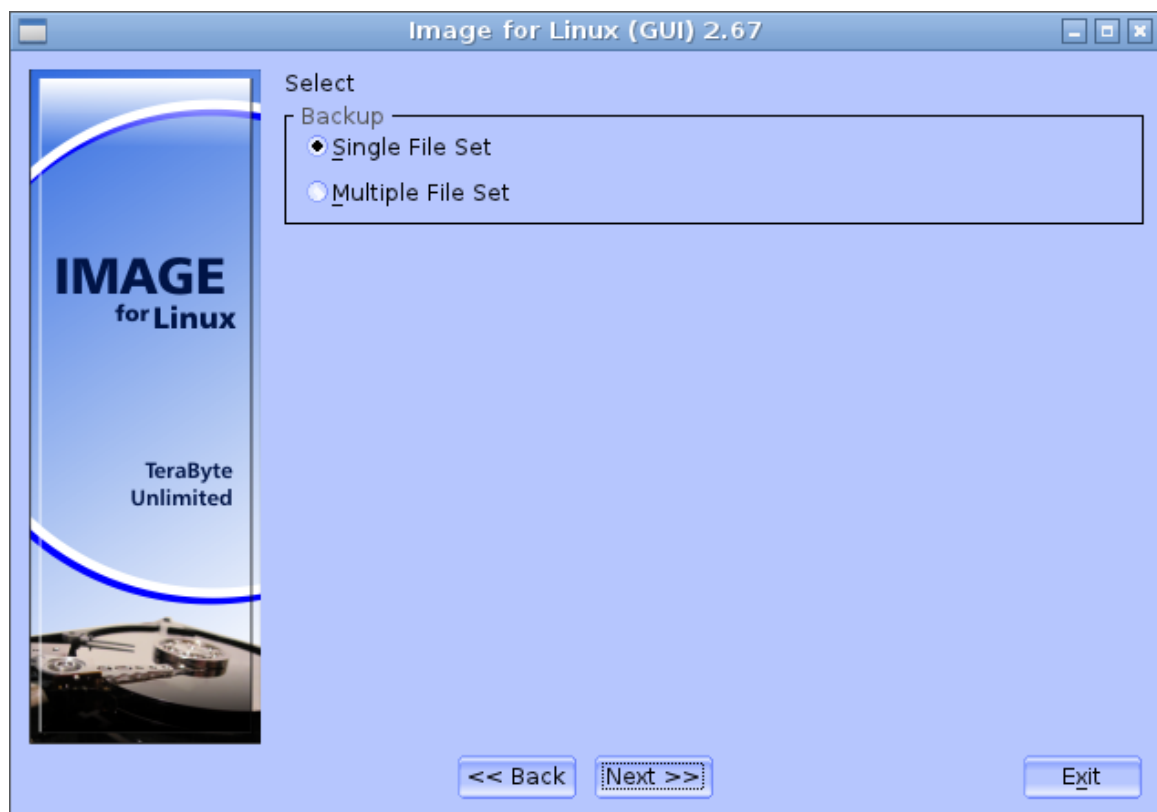 Image for Linux (GUI) 2.67
IMAGE
for Linux
TeraByte
Unlimited
Select
Backup
Single File Set
Multiple File Set
<< Back
Next >>
Exit